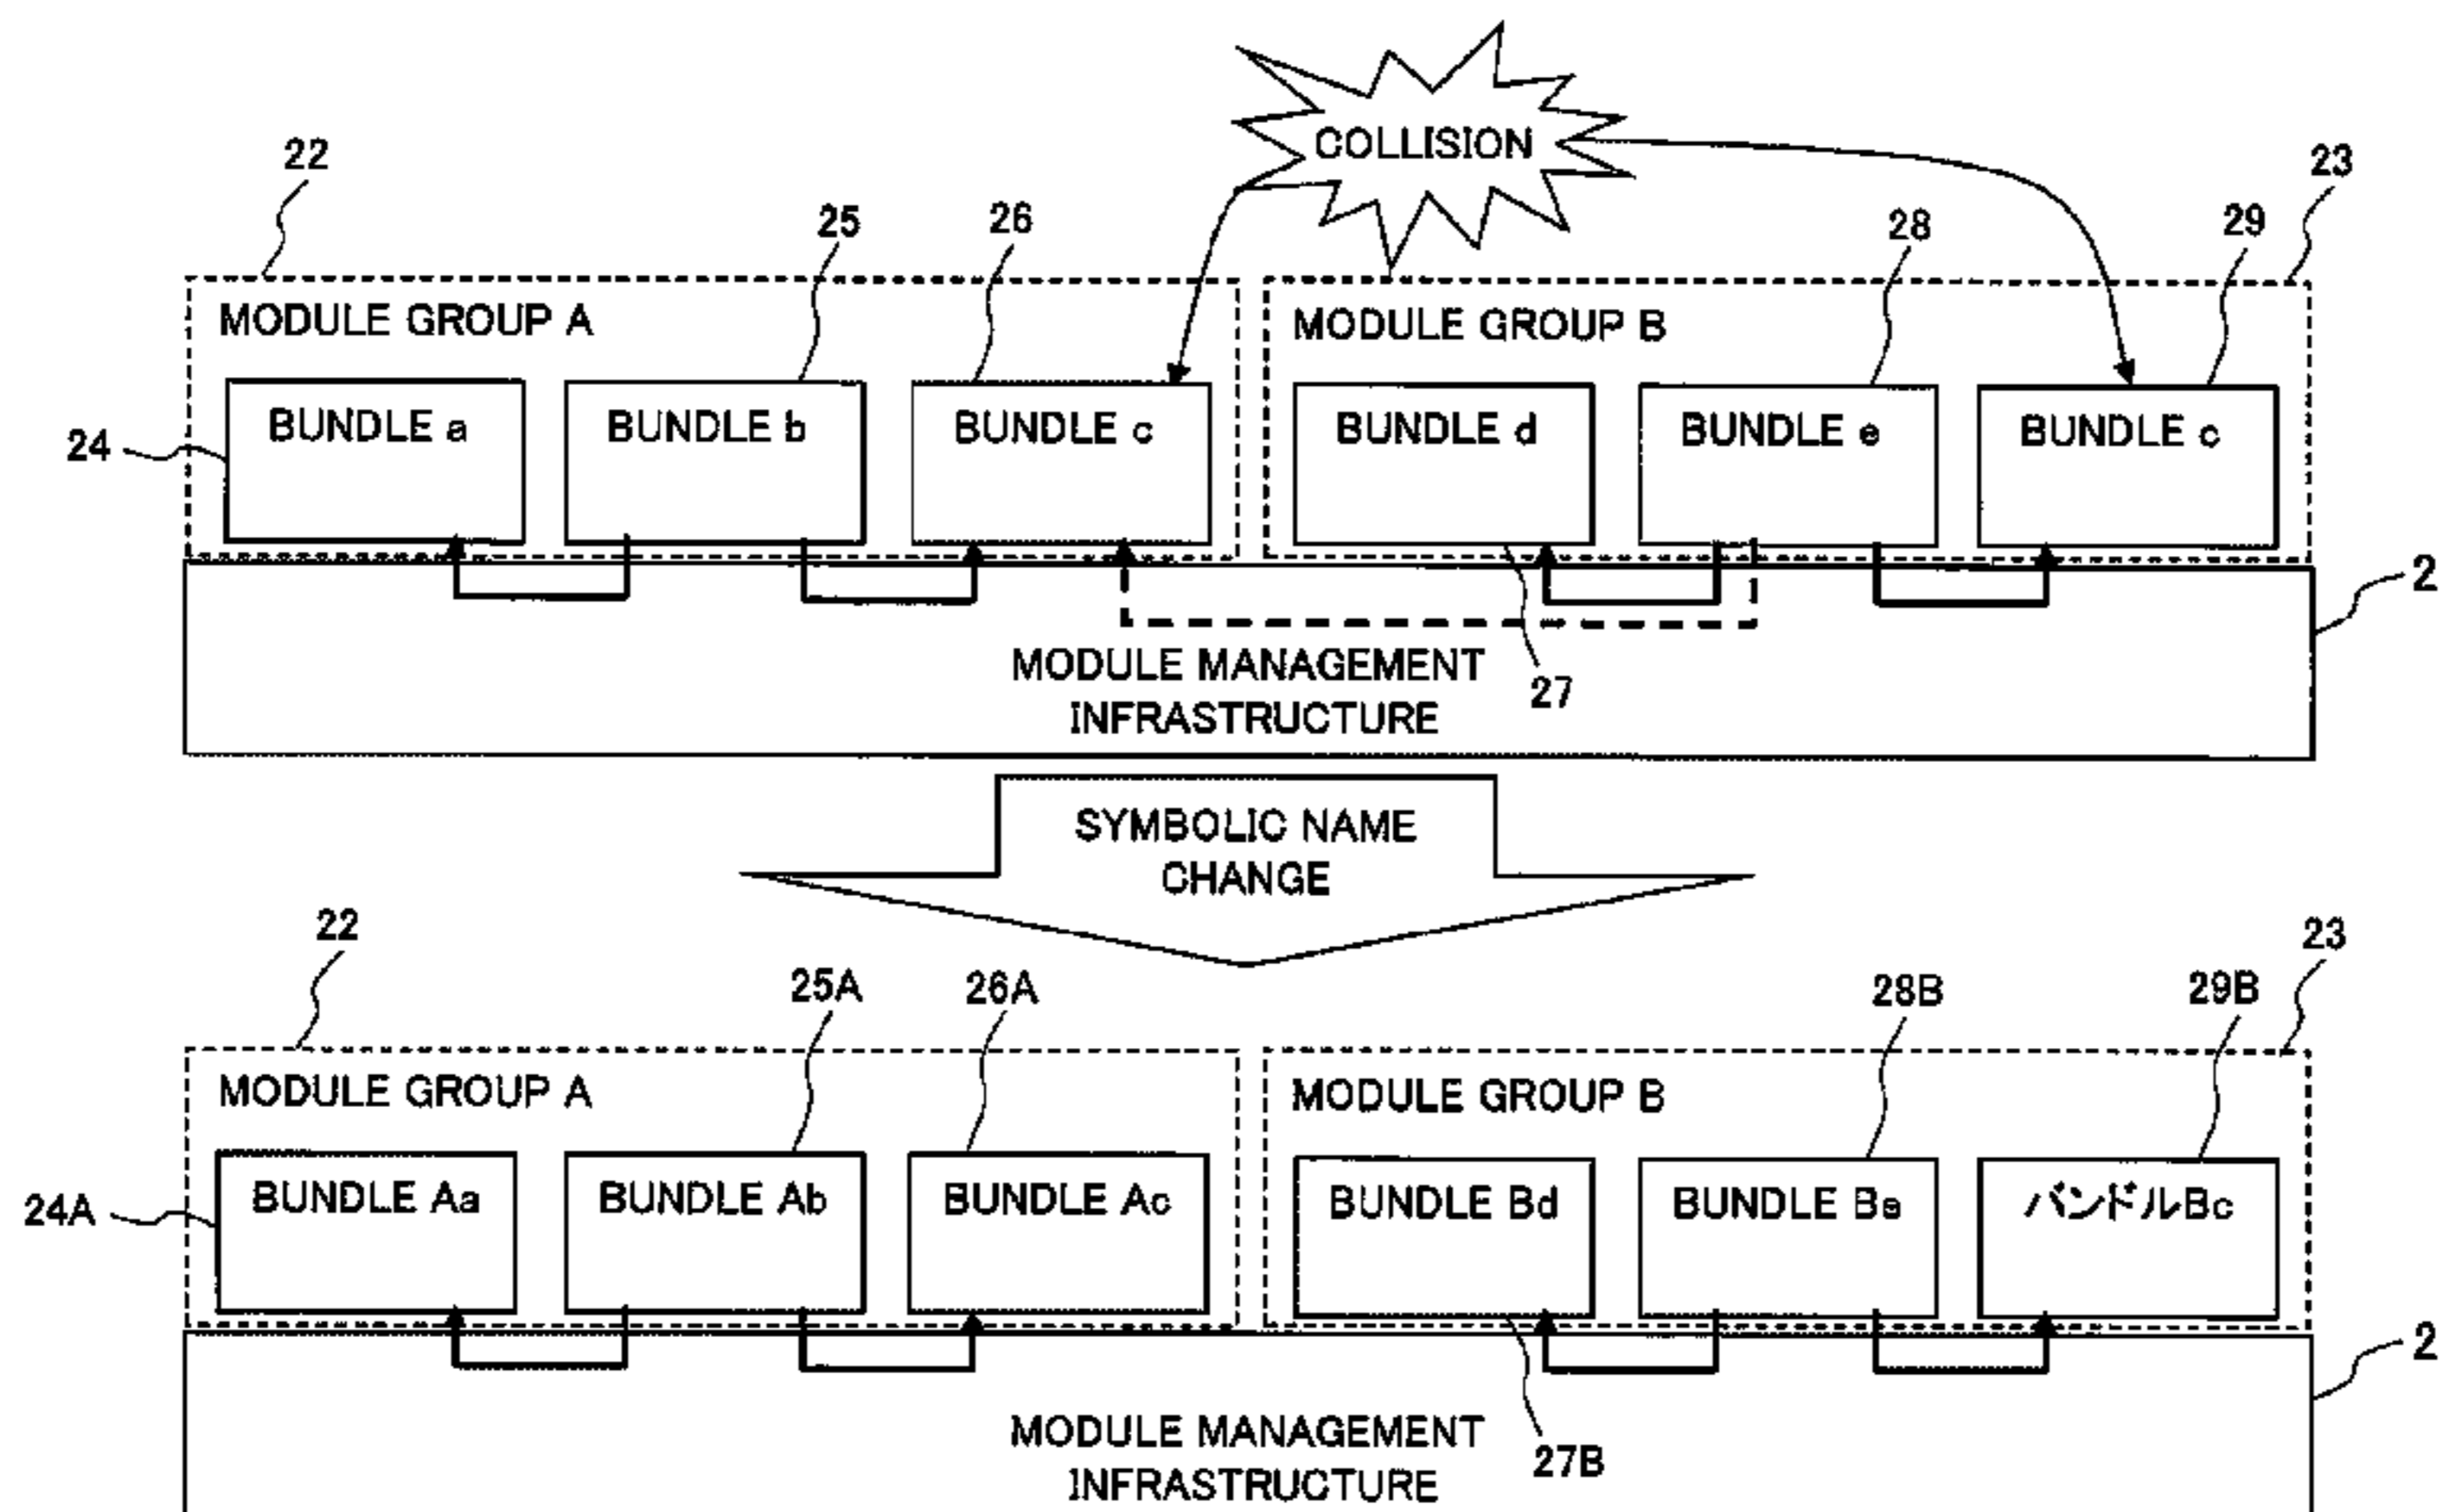 COLLISION
22
23
25
26
28
29
MODULE GROUP A
MODULE GROUP B
24
BUNDLE a
BUNDLE b
BUNDLE c
BUNDLE d
BUNDLE e
BUNDLE c
2
MODULE MANAGEMENT
INFRASTRUCTURE
27
SYMBOLIC NAME
CHANGE
22
23
25A
26A
28B
29B
MODULE GROUP A
MODULE GROUP B
24A
BUNDLE Aa
BUNDLE Ab
BUNDLE Ac
BUNDLE Bd
BUNDLE Be
バンドルBc
2
MODULE MANAGEMENT
INFRASTRUCTURE
27B